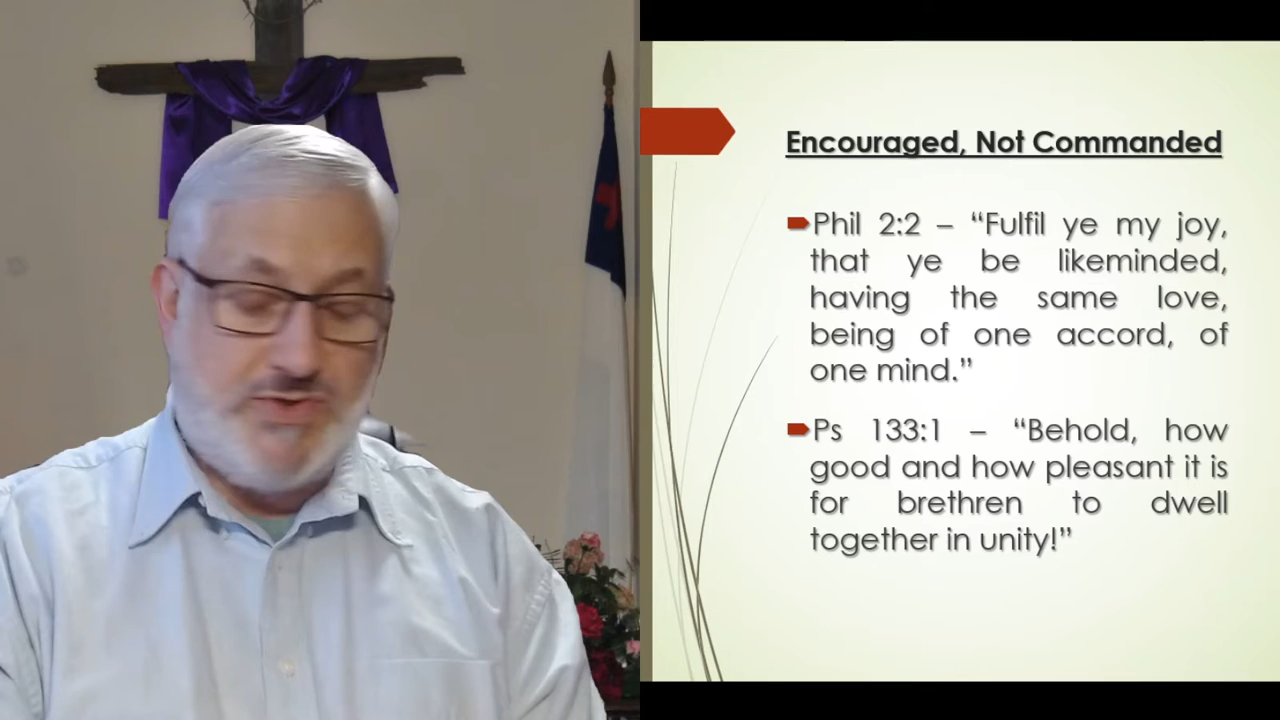 Encouraged, Not Commanded
Phil 2:2 – “Fulfil ye my joy,
that ye be likeminded,
having the same love,
being of one accord, of
one mind.”
Ps 133:1 – “Behold, how
good and how pleasant it is
for brethren to dwell
together in unity!”